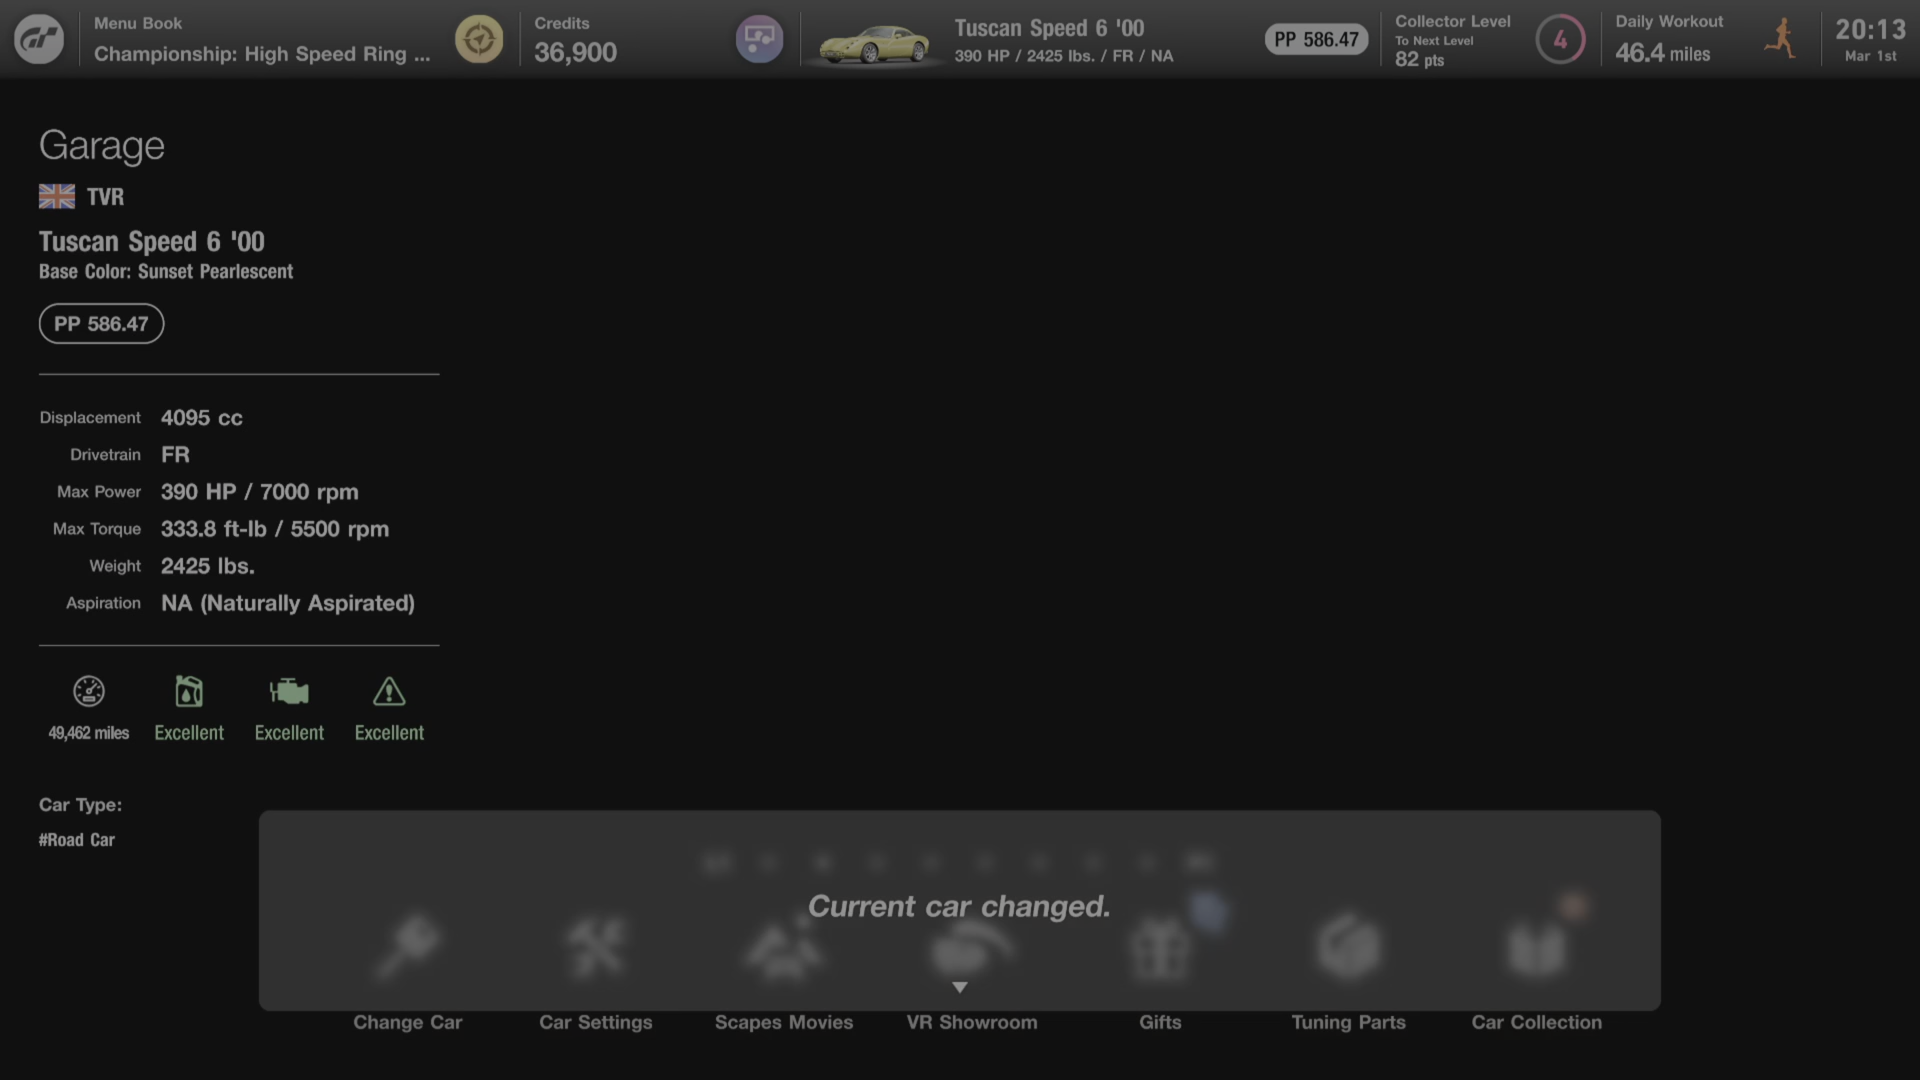 Menu Book
Championship: High Speed Ring ...
Credits
36,900
Tuscan Speed 6 '00
390 HP / 2425 lbs. / FR / NA
PP 586.47
Collector Level
To Next Level
82 pts
4
Daily Workout
46.4 miles
20:13
Mar 1st
Garage
TVR
Tuscan Speed 6 '00
Base Color: Sunset Pearlescent
PP 586.47
Displacement 4095 cc
Drivetrain FR
Max Power 390 HP / 7000 rpm
Max Torque 333.8 ft-lb / 5500 rpm
Weight 2425 lbs.
Aspiration NA (Naturally Aspirated)
49,462 miles
Excellent
Excellent
Excellent
Car Type:
#Road Car
Current car changed.
Change Car
Car Settings
Scapes Movies
VR Showroom
Gifts
Tuning Parts
Car Collection